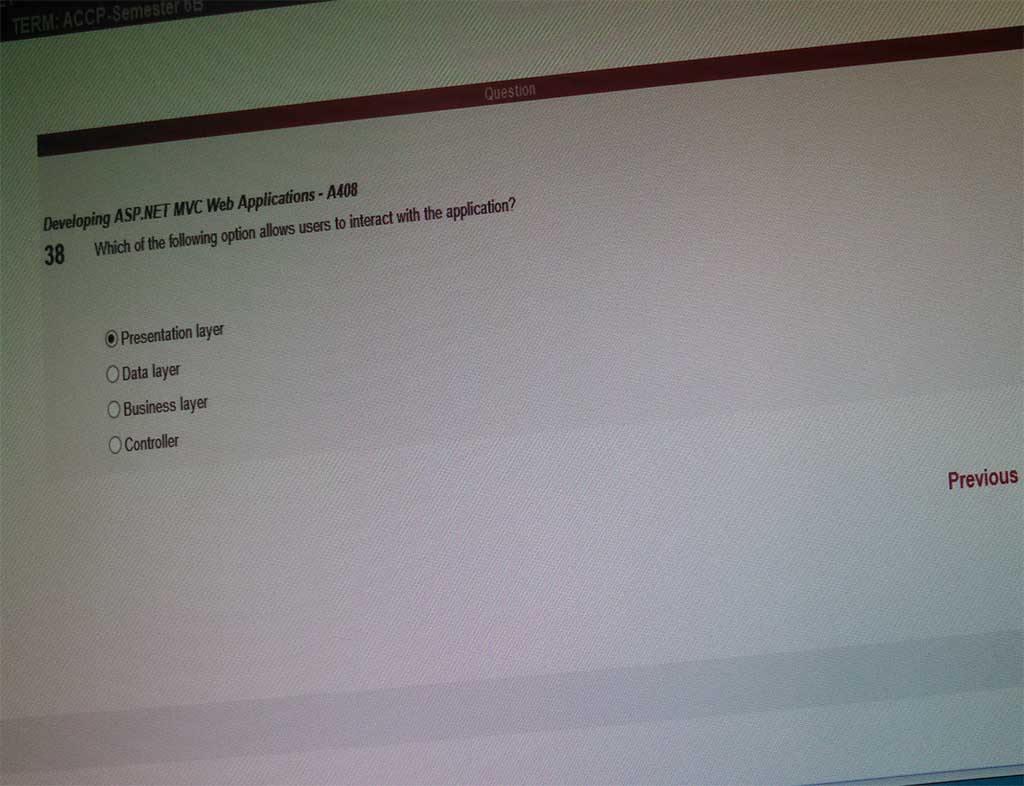 TERM: ACCP-Semester 6B
Question
Developing ASP.NET MVC Web Applications - A408
38 Which of the following option allows users to interact with the application?
Presentation layer
Data layer
Business layer
Controller
Previous